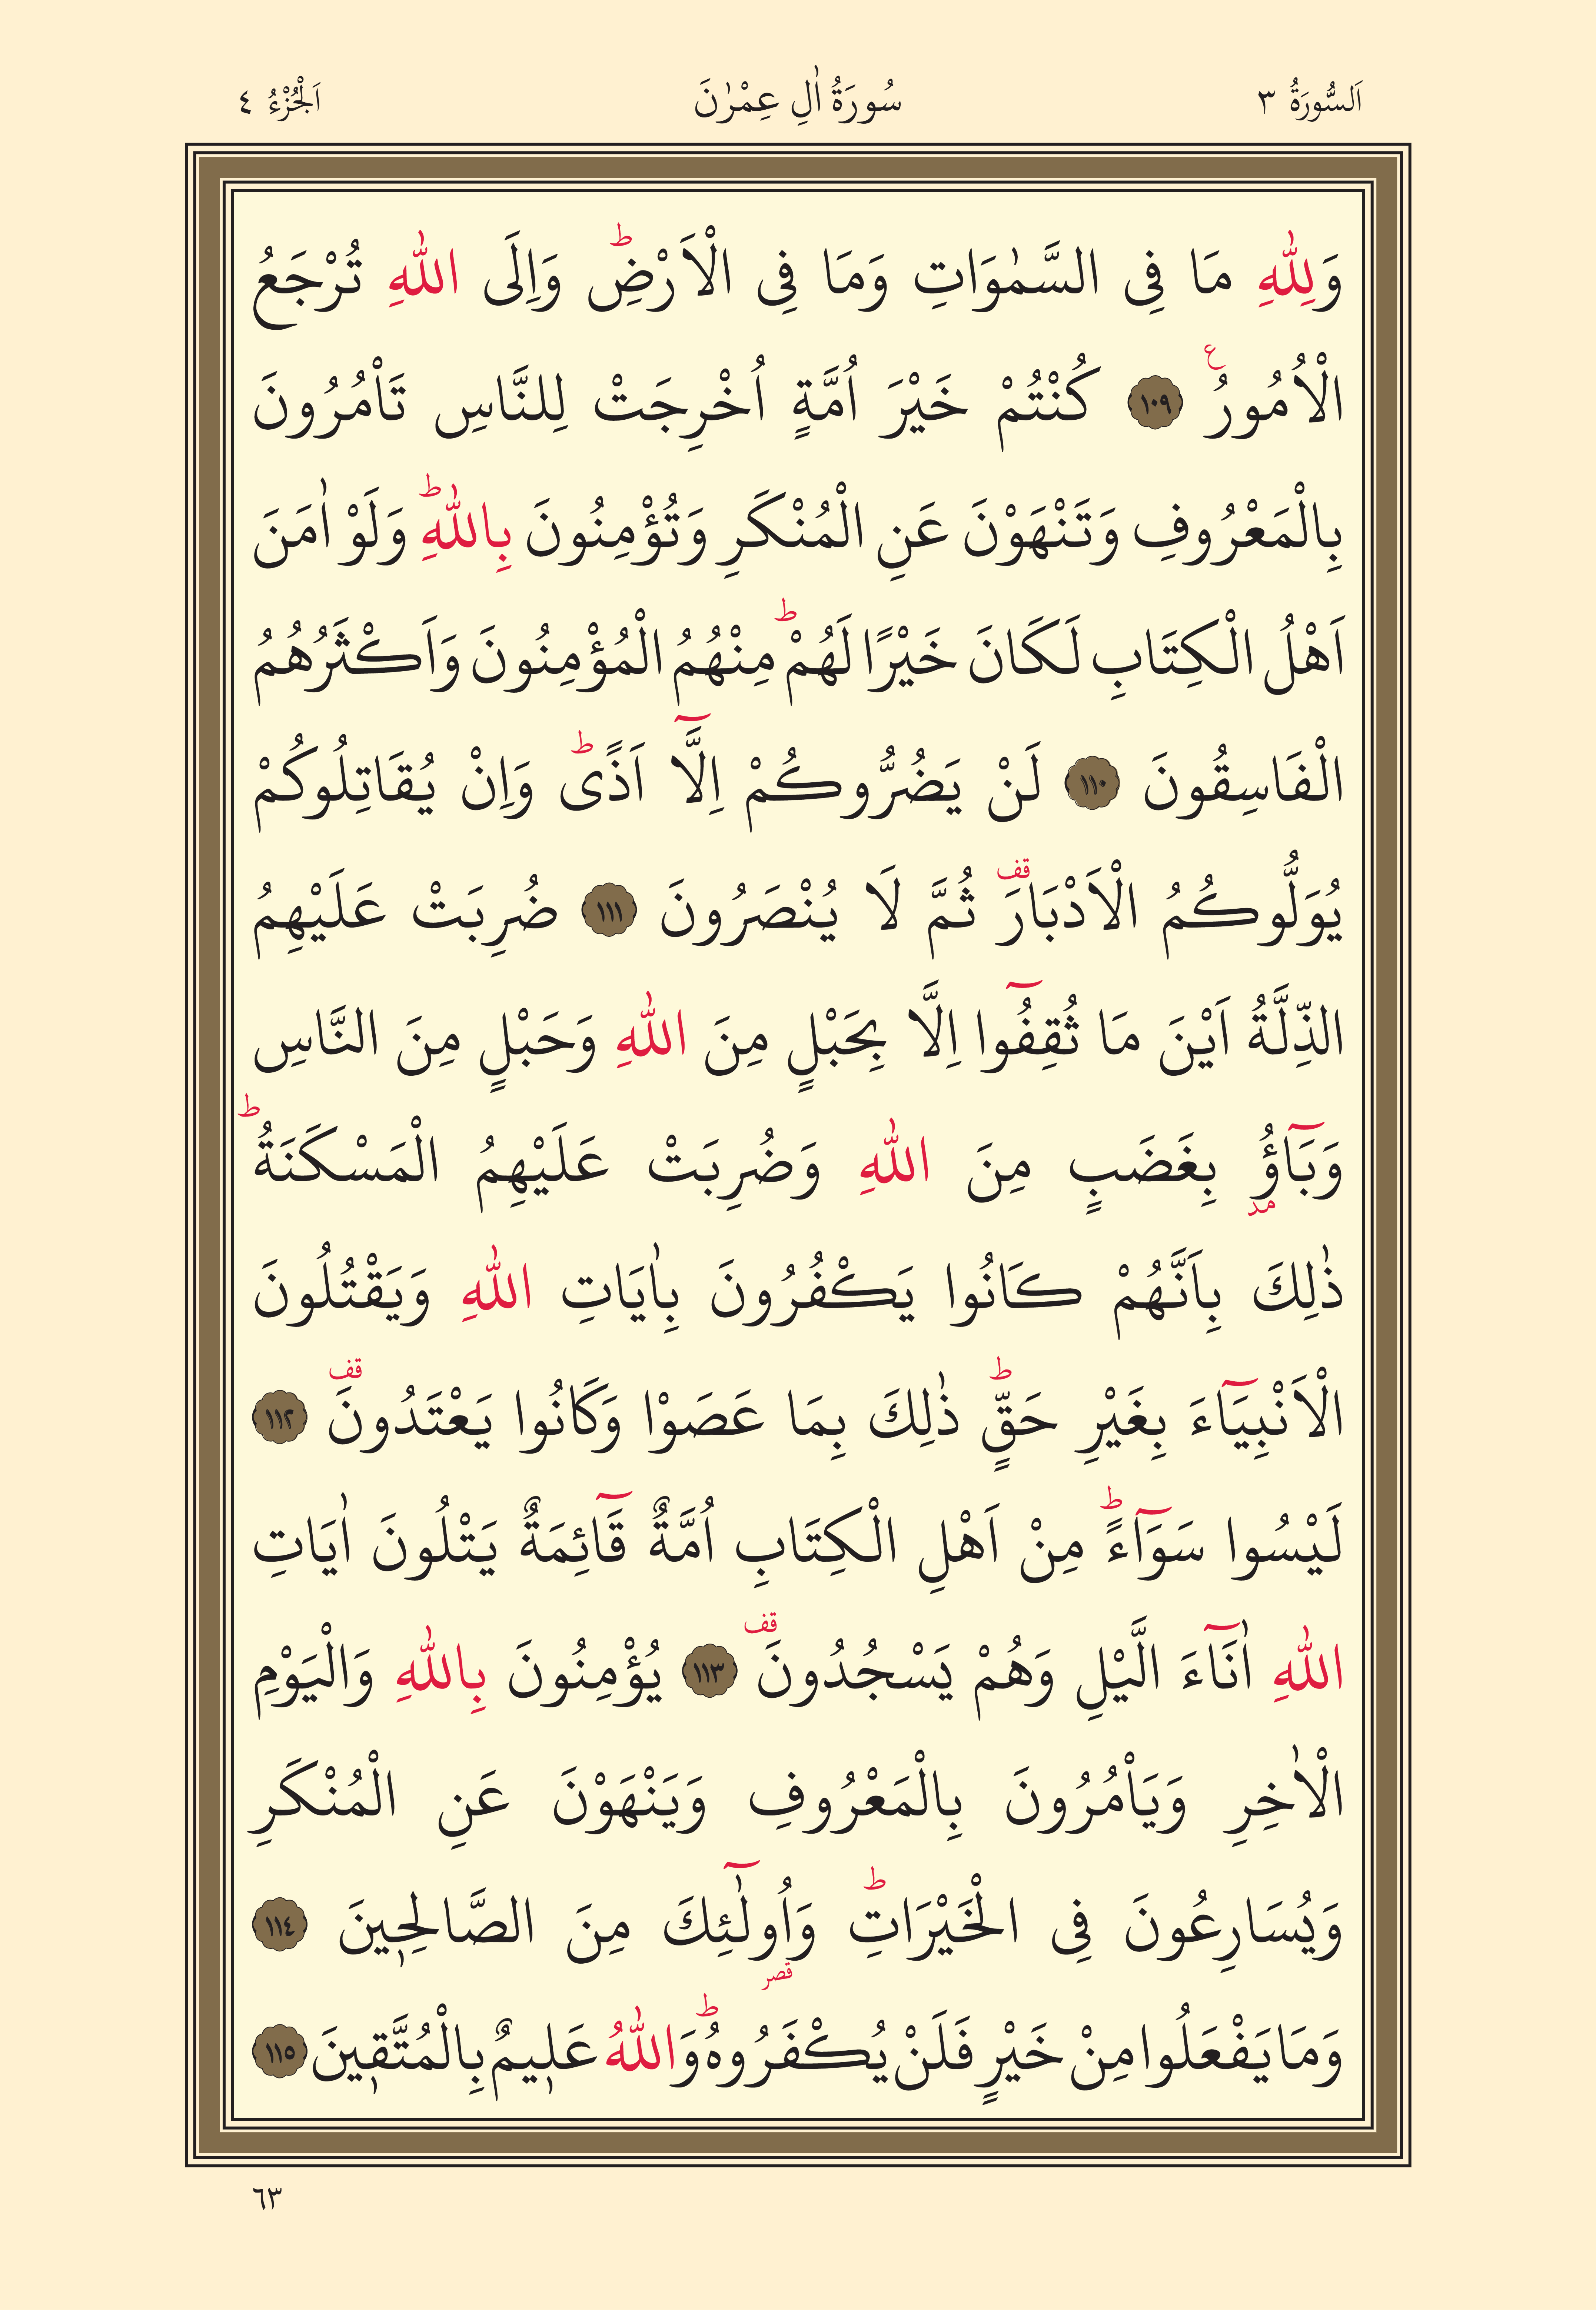 اَلسُّورَةُ ٣ سُورَةُ اٰلِ عِمْرٰنَ اَلْجُزْءُ ٤
وَلِلّٰهِ مَا فِى السَّمٰوَاتِ وَمَا فِى الْاَرْضِۜ وَاِلَى اللّٰهِ تُرْجَعُ
الْاُمُورُ۟ ١٠٩ كُنْتُمْ خَيْرَ اُمَّةٍ اُخْرِجَتْ لِلنَّاسِ تَاْمُرُونَ
بِالْمَعْرُوفِ وَتَنْهَوْنَ عَنِ الْمُنْكَرِ وَتُؤْمِنُونَ بِاللّٰهِۜ وَلَوْ اٰمَنَ
اَهْلُ الْكِتَابِ لَكَانَ خَيْرًا لَهُمْۜ مِنْهُمُ الْمُؤْمِنُونَ وَاَكْثَرُهُمُ
الْفَاسِقُونَ ١١٠ لَنْ يَضُرُّوكُمْ اِلَّٓا اَذًىۜ وَاِنْ يُقَاتِلُوكُمْ
يُوَلُّوكُمُ الْاَدْبَارَ۠ ثُمَّ لَا يُنْصَرُونَ ١١١ ضُرِبَتْ عَلَيْهِمُ
الذِّلَّةُ اَيْنَ مَا ثُقِفُٓوا اِلَّا بِحَبْلٍ مِنَ اللّٰهِ وَحَبْلٍ مِنَ النَّاسِ
وَبَٓاؤُ۫ بِغَضَبٍ مِنَ اللّٰهِ وَضُرِبَتْ عَلَيْهِمُ الْمَسْكَنَةُۜ
ذٰلِكَ بِاَنَّهُمْ كَانُوا يَكْفُرُونَ بِاٰيَاتِ اللّٰهِ وَيَقْتُلُونَ
الْاَنْبِيَٓاءَ بِغَيْرِ حَقٍّۜ ذٰلِكَ بِمَا عَصَوْا وَكَانُوا يَعْتَدُونَ۠ ١١٢
لَيْسُوا سَوَٓاءًۜ مِنْ اَهْلِ الْكِتَابِ اُمَّةٌ قَٓائِمَةٌ يَتْلُونَ اٰيَاتِ
اللّٰهِ اٰنَٓاءَ الَّيْلِ وَهُمْ يَسْجُدُونَ۠ ١١٣ يُؤْمِنُونَ بِاللّٰهِ وَالْيَوْمِ
الْاٰخِرِ وَيَاْمُرُونَ بِالْمَعْرُوفِ وَيَنْهَوْنَ عَنِ الْمُنْكَرِ
وَيُسَارِعُونَ فِى الْخَيْرَاتِۜ وَاُو۬لٰٓئِكَ مِنَ الصَّالِح۪ينَ ١١٤
وَمَا يَفْعَلُوا مِنْ خَيْرٍ فَلَنْ يُكْفَرُوهُۜ وَاللّٰهُ عَل۪يمٌ بِالْمُتَّق۪ينَ ١١٥
٦٣